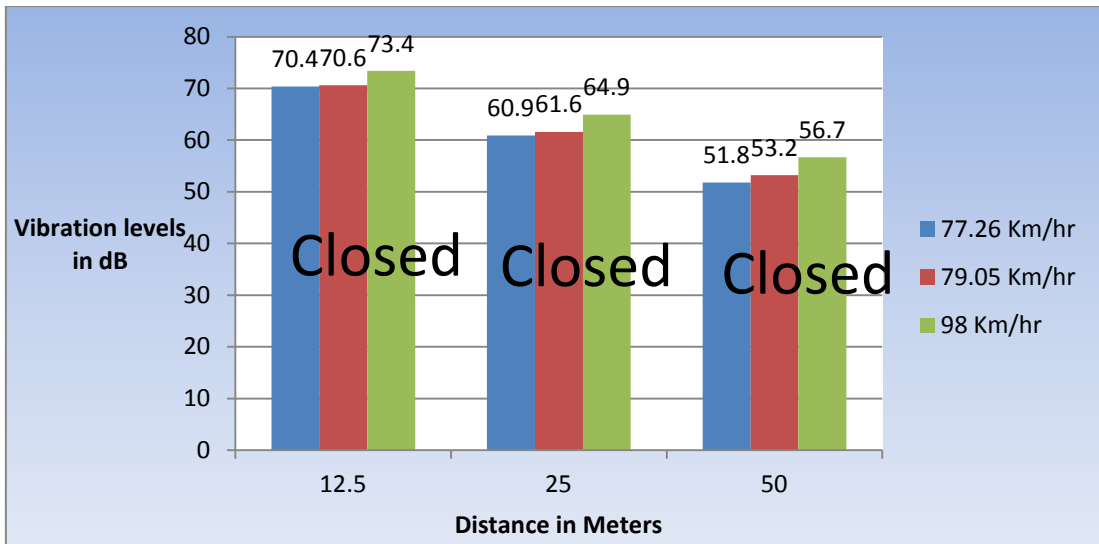 80
70
60
50
40
30
20
10
0
Vibration levels
in dB
70.4 70.6 73.4
60.9 61.6 64.9
51.8 53.2 56.7
Closed Closed Closed
12.5 25 50
Distance in Meters
77.26 Km/hr
79.05 Km/hr
98 Km/hr